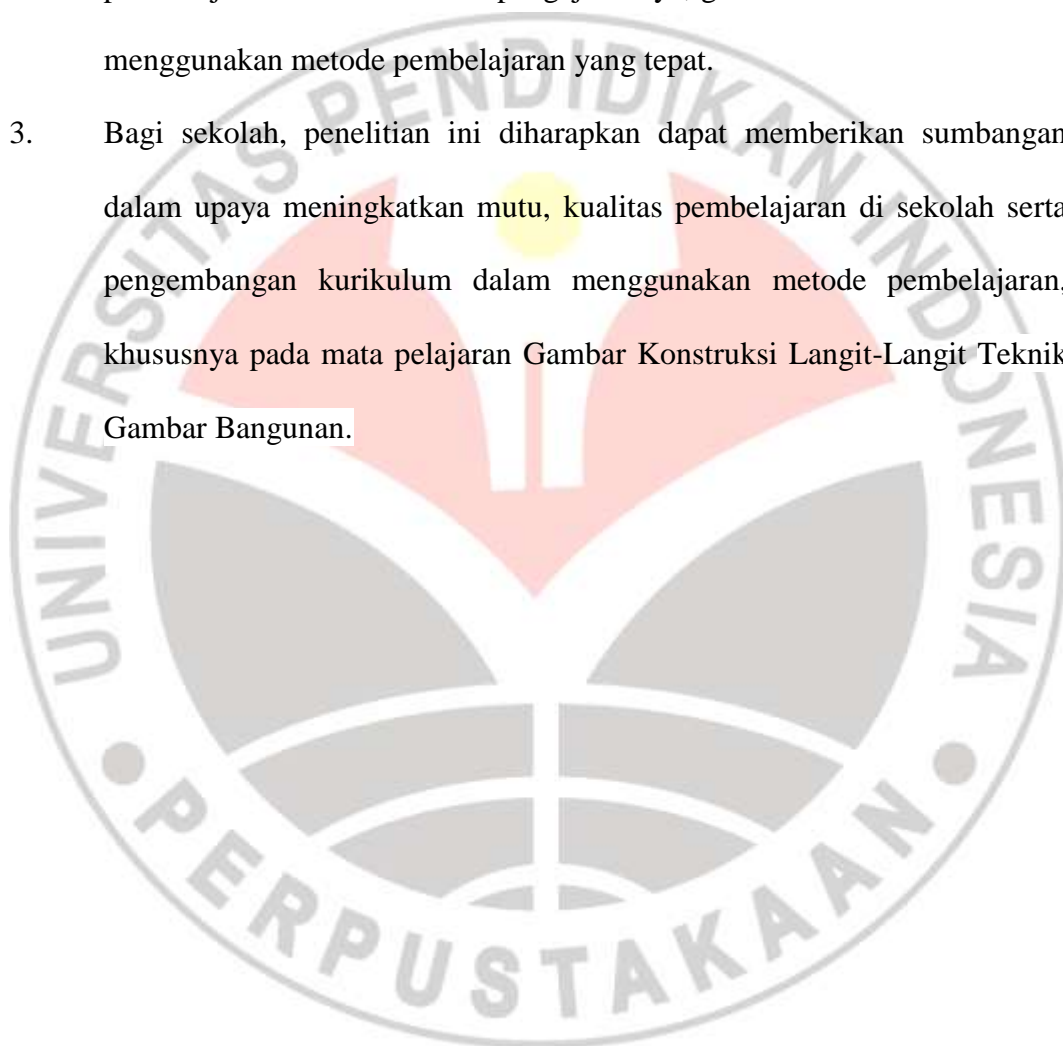 menggunakan metode pembelajaran yang tepat.
3. Bagi sekolah, penelitian ini diharapkan dapat memberikan sumbangan
dalam upaya meningkatkan mutu, kualitas pembelajaran di sekolah serta
pengembangan kurikulum dalam menggunakan metode pembelajaran,
khususnya pada mata pelajaran Gambar Konstruksi Langit-Langit Teknik
Gambar Bangunan.
UNIVERSITAS PENDIDIKAN INDONESIA
PERPUSTAKAAN